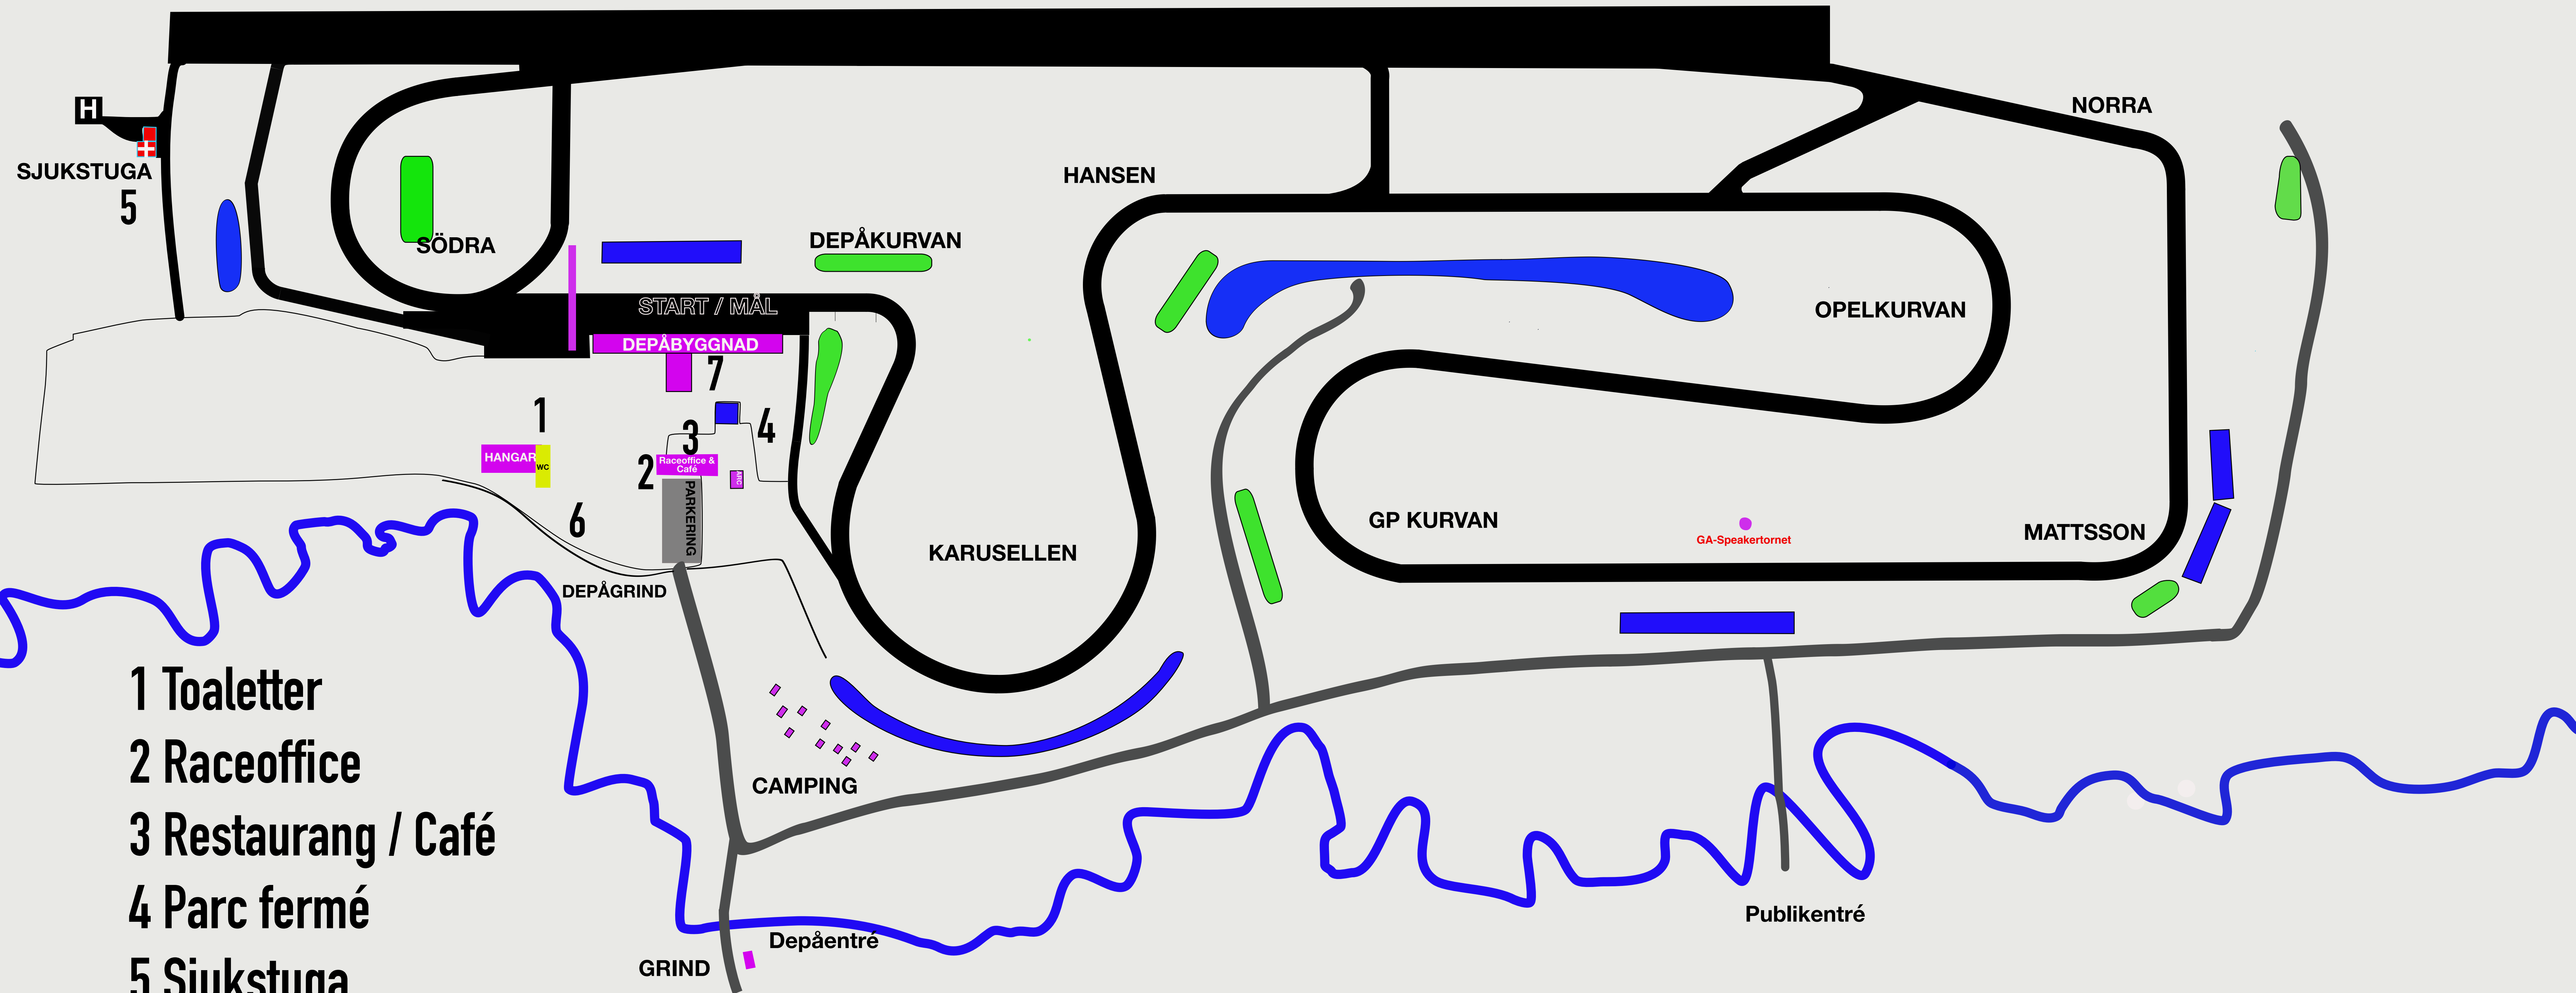 H
SJUKSTUGA
5
SÖDRA
NORRA
HANSEN
DEPÅKURVAN
START / MÅL
OPELKURVAN
DEPÅBYGGNAD
7
1
3
4
HANGAR
WC
2
Raceoffice &
Café
PARKERING
6
GP KURVAN
GA-Speakertornet
MATTSSON
KARUSELLEN
DEPÅGRIND
CAMPING
Publikentré
Depåentré
GRIND
1 Toaletter
2 Raceoffice
3 Restaurang / Café
4 Parc fermé
5 Sjukstuga